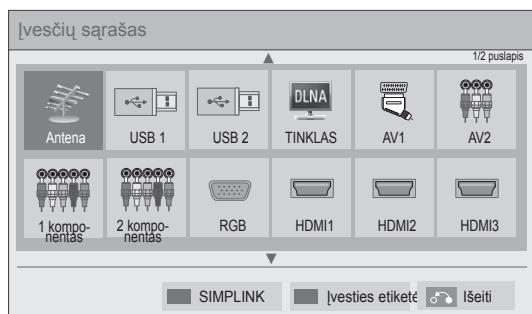 Įvesčių sąrašas
1/2 puslapis
DLNA
Antena
USB 1
USB 2
TINKLAS
AV1
AV2
1 kompo-
nentas
2 kompo-
nentas
RGB
HDMI1
HDMI2
HDMI3
SIMPLINK
Įvesties etiketė
Išeiti